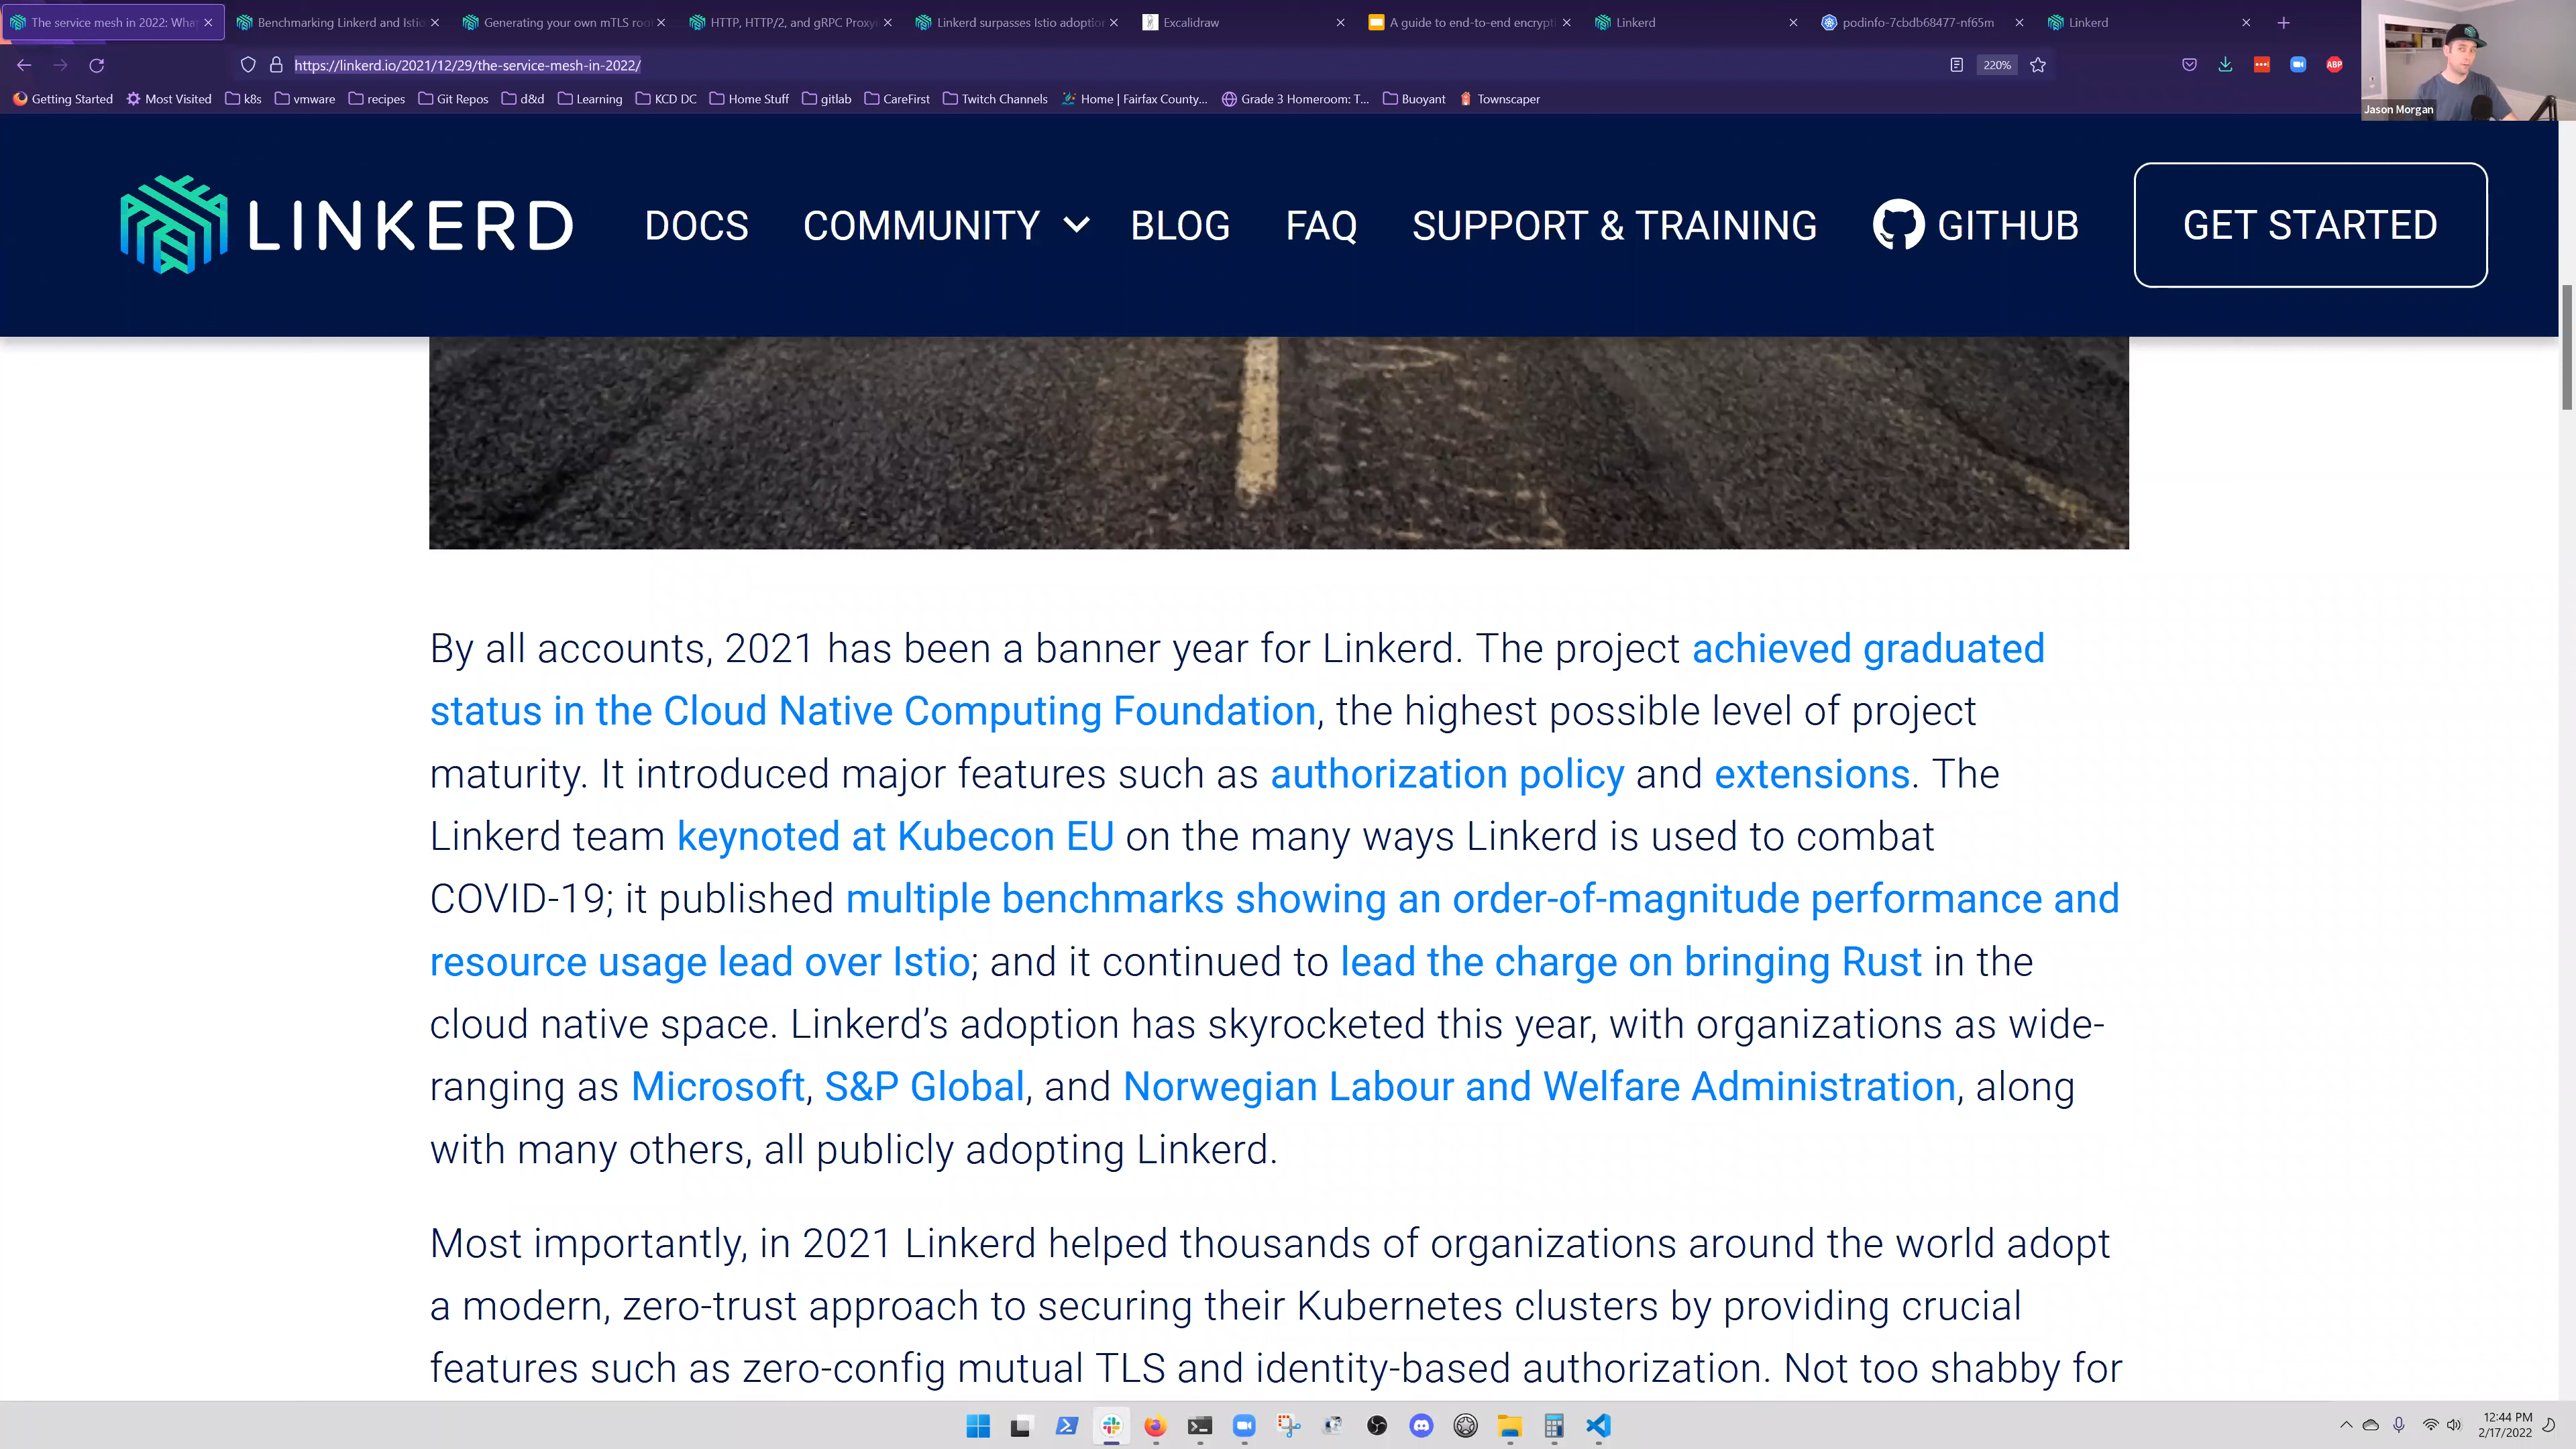 The service mesh in 2022: Wha
Benchmarking Linkerd and Istio
Generating your own mTLS roo
HTTP, HTTP/2, and gRPC Proxyi
Linkerd surpasses Istio adoption
Excalidraw
A guide to end-to-end encrypt
Linkerd
podinfo-7cbdb68477-nf65m
Linkerd
https://linkerd.io/2021/12/29/the-service-mesh-in-2022/
220%
ABP
Getting Started
Most Visited
k8s
vmware
recipes
Git Repos
d&d
Learning
KCD DC
Home Stuff
gitlab
CareFirst
Twitch Channels
Home | Fairfax County...
Grade 3 Homeroom: T...
Buoyant
Townscaper
Jason Morgan
LINKERD
DOCS
COMMUNITY
BLOG
FAQ
SUPPORT & TRAINING
GITHUB
GET STARTED
By all accounts, 2021 has been a banner year for Linkerd. The project achieved graduated
status in the Cloud Native Computing Foundation, the highest possible level of project
maturity. It introduced major features such as authorization policy and extensions. The
Linkerd team keynoted at Kubecon EU on the many ways Linkerd is used to combat
COVID-19; it published multiple benchmarks showing an order-of-magnitude performance and
resource usage lead over Istio; and it continued to lead the charge on bringing Rust in the
cloud native space. Linkerd’s adoption has skyrocketed this year, with organizations as wide-
ranging as Microsoft, S&P Global, and Norwegian Labour and Welfare Administration, along
with many others, all publicly adopting Linkerd.
Most importantly, in 2021 Linkerd helped thousands of organizations around the world adopt
a modern, zero-trust approach to securing their Kubernetes clusters by providing crucial
features such as zero-config mutual TLS and identity-based authorization. Not too shabby for
12:44 PM
2/17/2022